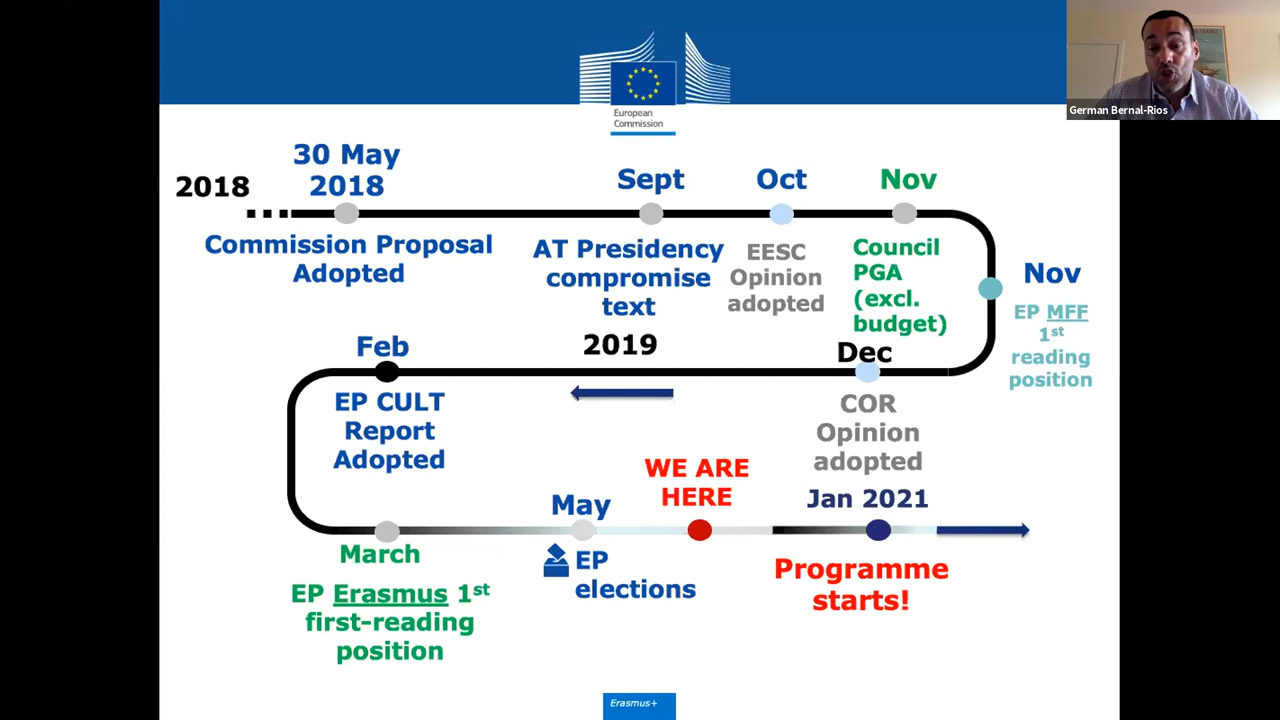 European
Commission
German Bernal-Rios
2018
30 May
2018
Sept
Oct
Nov
Commission Proposal
Adopted
AT Presidency
compromise
text
EESC
Opinion
adopted
Council
PGA
(excl.
budget)
Nov
EP MFF
1st
reading
position
Feb
2019
Dec
EP CULT
Report
Adopted
COR
Opinion
adopted
WE ARE
HERE
May
Jan 2021
March
EP
elections
Programme
starts!
EP Erasmus 1st
first-reading
position
Erasmus+